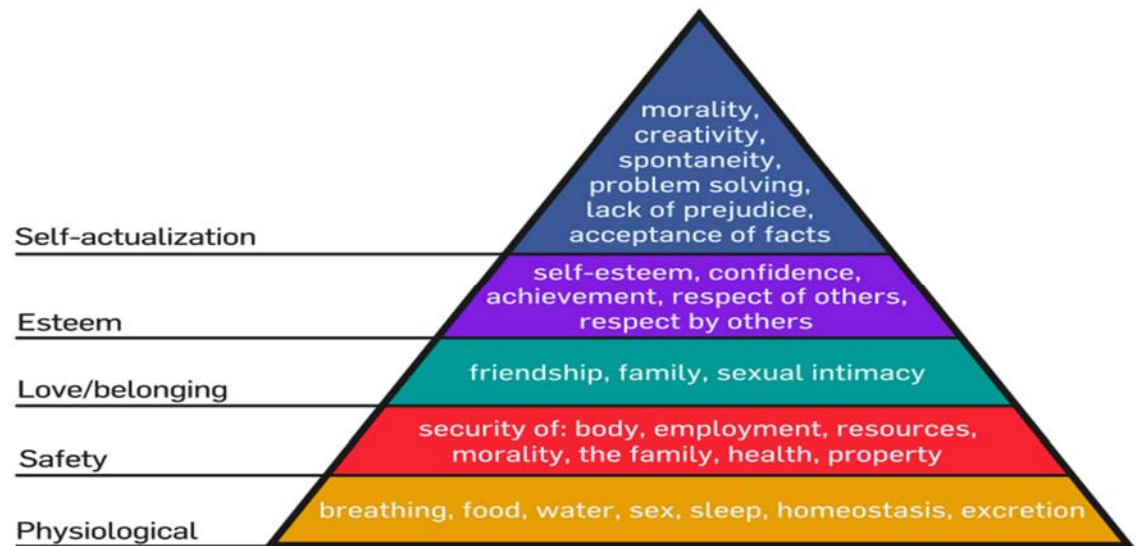 morality,
creativity,
spontaneity,
problem solving,
lack of prejudice,
acceptance of facts
Self-actualization
self-esteem, confidence,
achievement, respect of others,
respect by others
Esteem
friendship, family, sexual intimacy
Love/belonging
security of: body, employment, resources,
morality, the family, health, property
Safety
breathing, food, water, sex, sleep, homeostasis, excretion
Physiological